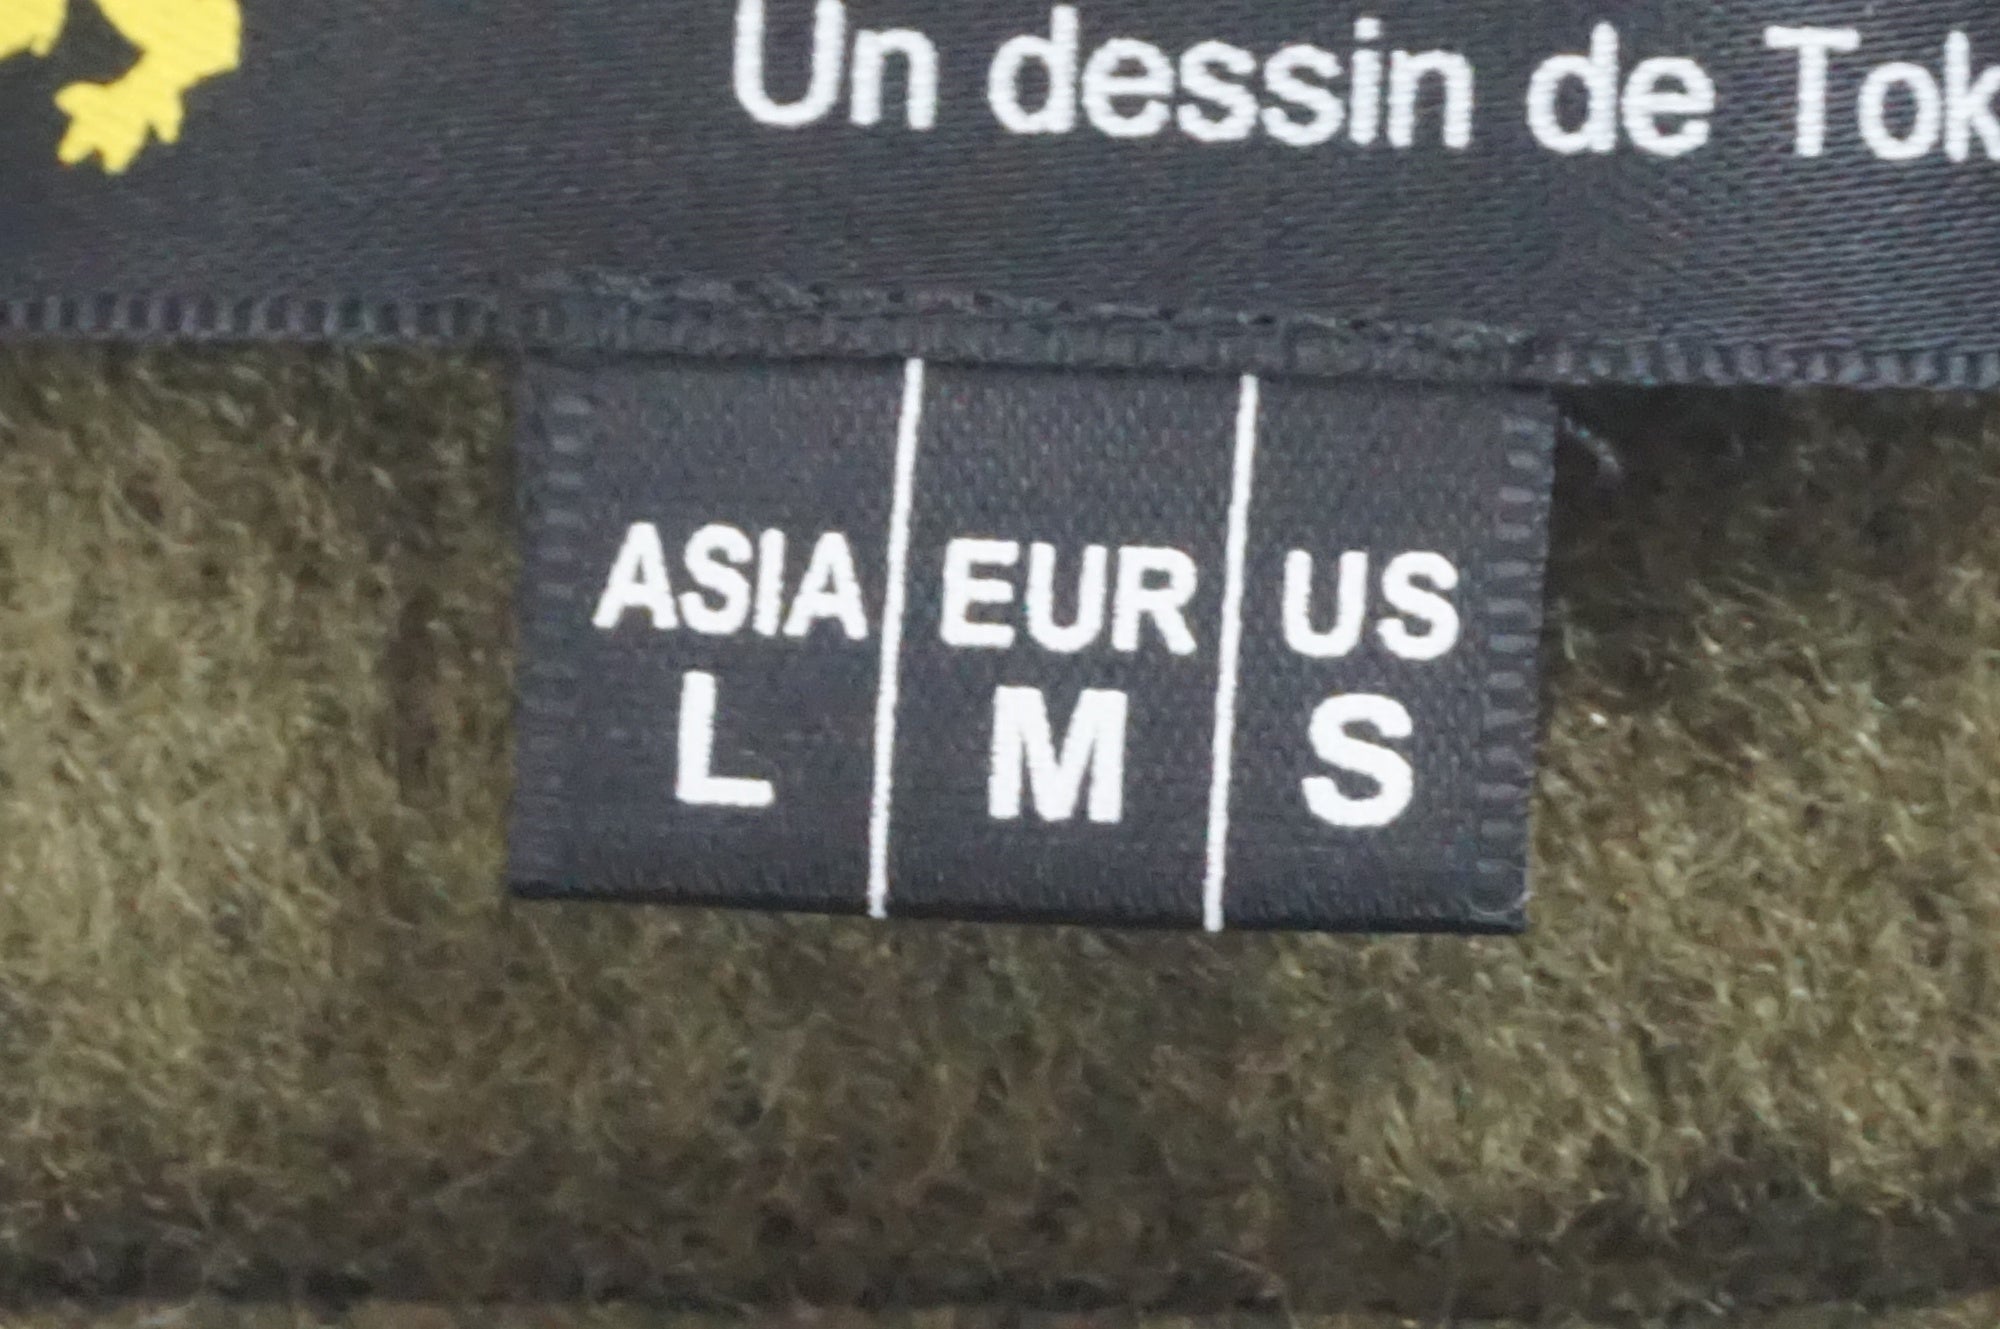 Un dessin de Tok
ASIA EUR US
L M S